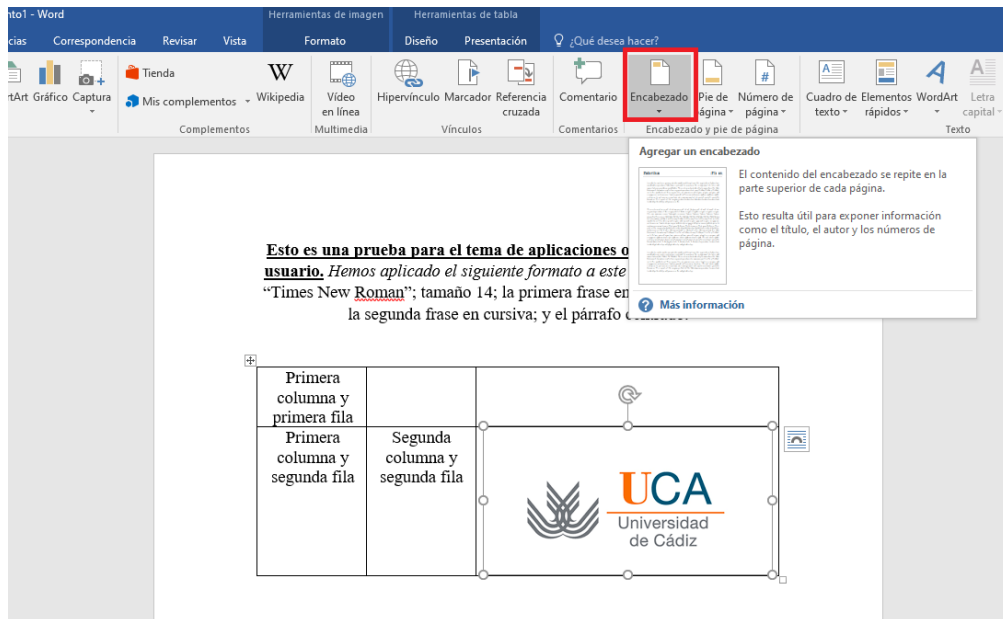 nto1 - Word
Herramientas de imagen
Herramientas de tabla
cias
Correspondencia
Revisar
Vista
Formato
Diseño
Presentación
¿Qué desea hacer?
rtArt
Gráfico
Captura
Tienda
Mis complementos
Wikipedia
Vídeo
en línea
Hipervínculo
Marcador
Referencia
cruzada
Comentario
Encabezado
Pie de
ágina
Número de
página
Cuadro de
texto
Elementos
rápidos
WordArt
Letra
capital
Complementos
Multimedia
Vínculos
Comentarios
Encabezado y pie de página
Texto
Agregar un encabezado
El contenido del encabezado se repite en la
parte superior de cada página.
Esto resulta útil para exponer información
como el título, el autor y los números de
página.
Más información
Esto es una prueba para el tema de aplicaciones o
usuario. Hemos aplicado el siguiente formato a este
“Times New Roman”; tamaño 14; la primera frase en
la segunda frase en cursiva; y el párrafo
Primera
columna y
primera fila
Primera
columna y
segunda fila
Segunda
columna y
segunda fila
UCA
Universidad
de Cádiz